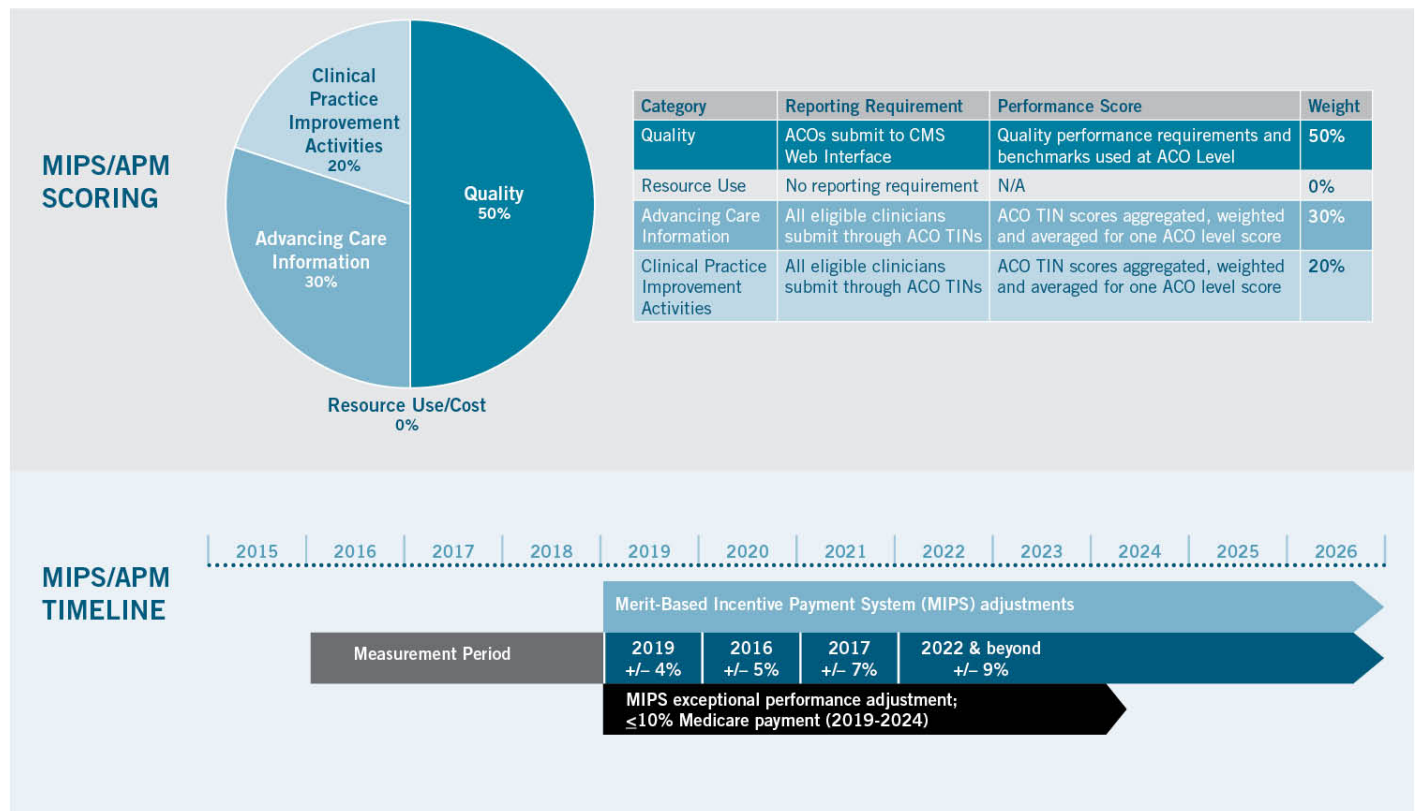 MIPS/APM
SCORING
Clinical
Practice
Improvement
Activities
20%
Quality
50%
Advancing Care
Information
30%
Resource Use/Cost
0%
Category Reporting Requirement Performance Score Weight
Quality ACOs submit to CMS Quality performance requirements and 50%
Web Interface benchmarks used at ACO Level
Resource Use No reporting requirement N/A 0%
Advancing Care All eligible clinicians ACO TIN scores aggregated, weighted 30%
Information submit through ACO TINs and averaged for one ACO level score
Clinical Practice All eligible clinicians ACO TIN scores aggregated, weighted 20%
Improvement submit through ACO TINs and averaged for one ACO level score
Activities
MIPS/APM
TIMELINE
2015 2016 2017 2018 2019 2020 2021 2022 2023 2024 2025 2026
Merit-Based Incentive Payment System (MIPS) adjustments
Measurement Period
2019 2016 2017 2022 & beyond
+/– 4% +/– 5% +/– 7% +/– 9%
MIPS exceptional performance adjustment;
≤10% Medicare payment (2019-2024)